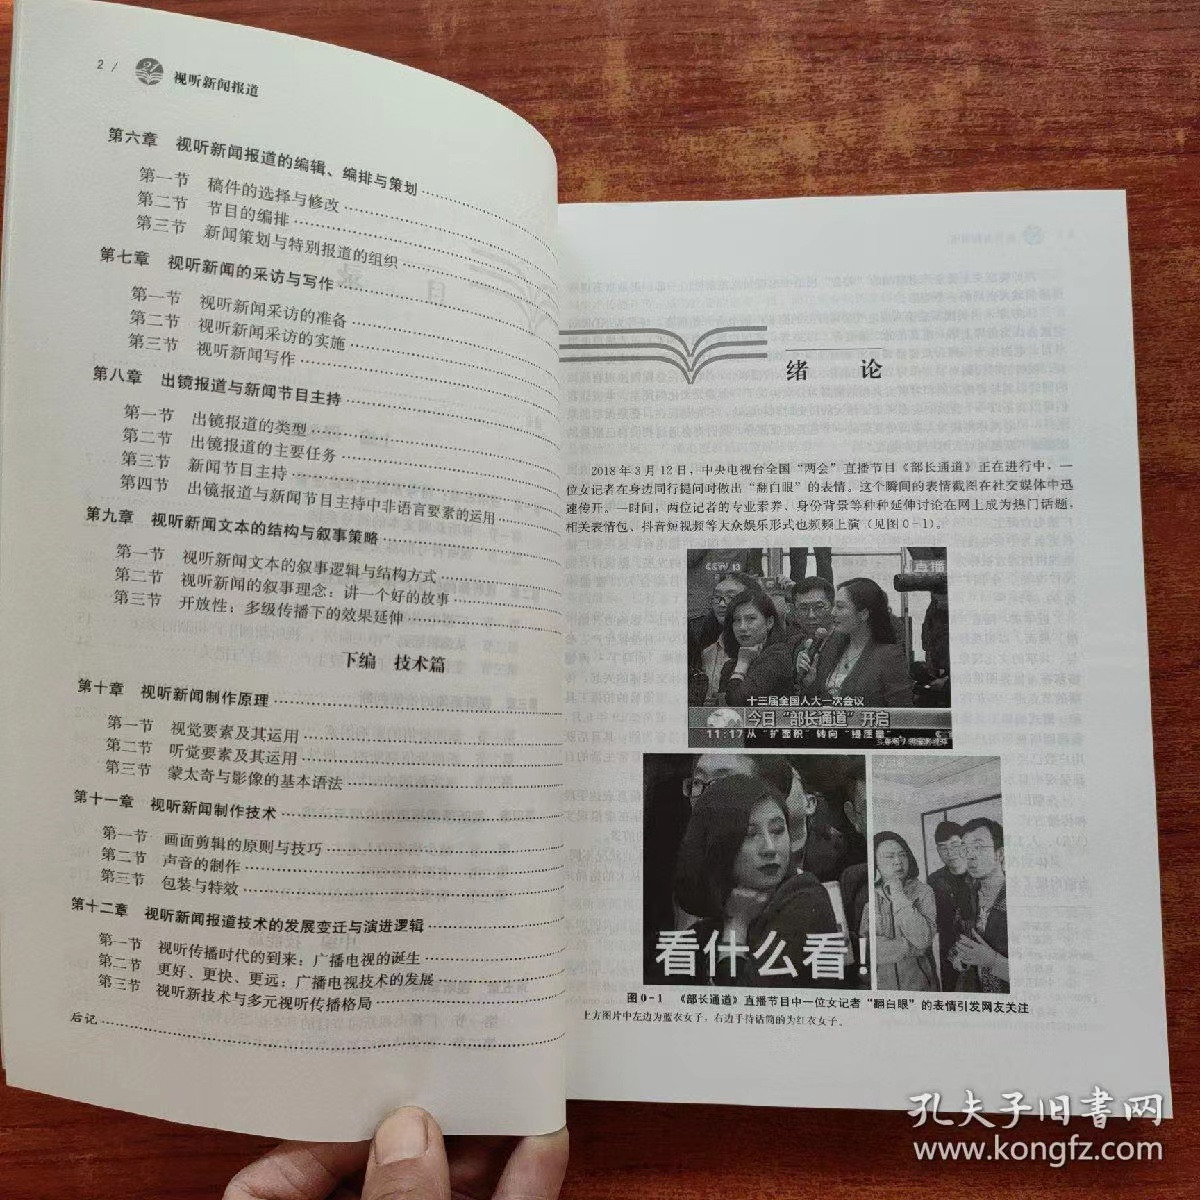 2 /
视听新闻报道
第六章 视听新闻报道的编辑、编排与策划
第一节 稿件的选择与修改
第二节 节目的编排
第三节 新闻策划与特别报道的组织
第七章 视听新闻的采访与写作
第一节 视听新闻采访的准备
第二节 视听新闻采访的实施
第三节 视听新闻写作
第八章 出镜报道与新闻节目主持
第一节 出镜报道的类型
第二节 出镜报道的主要任务
第三节 新闻节目主持
第四节 出镜报道与新闻节目主持中非语言要素的运用
第九章 视听新闻文本的结构与叙事策略
第一节 视听新闻文本的叙事逻辑与结构方式
第二节 视听新闻的叙事理念：讲一个好的故事
第三节 开放性：多级传播下的效果延伸
下编 技术篇
第十章 视听新闻制作原理
第一节 视觉要素及其运用
第二节 听觉要素及其运用
第三节 蒙太奇与影像的基本语法
第十一章 视听新闻制作技术
第一节 画面剪辑的原则与技巧
第二节 声音的制作
第三节 包装与特效
第十二章 视听新闻报道技术的发展变迁与演进逻辑
第一节 视听传播时代的到来：广播电视的诞生
第二节 更好、更快、更远：广播电视技术的发展
第三节 视听新技术与多元视听传播格局
后记
绪 论
2018年3月12日，中央电视台全国“两会”直播节目《部长通道》正在进行中，一
位女记者在身边同行提问时做出“翻白眼”的表情。这个瞬间的表情截图在社交媒体中迅
速传开，一时间，两位记者的专业素养、身份背景等种种延伸讨论在网上成为热门话题，
相关表情包、抖音短视频等大众娱乐形式也频频上演（见图0-1）。
CCTV 13
直播
十三届全国人大一次会议
今日“部长通道”开启
11:17 从“扩面积”转向“提质量”
看什么看！
图0-1 《部长通道》直播节目中一位女记者“翻白眼”的表情引发网友关注
上方图片中左边为蓝衣女子，右边手持话筒的为红衣女子。
孔夫子旧书网
www.kongfz.com